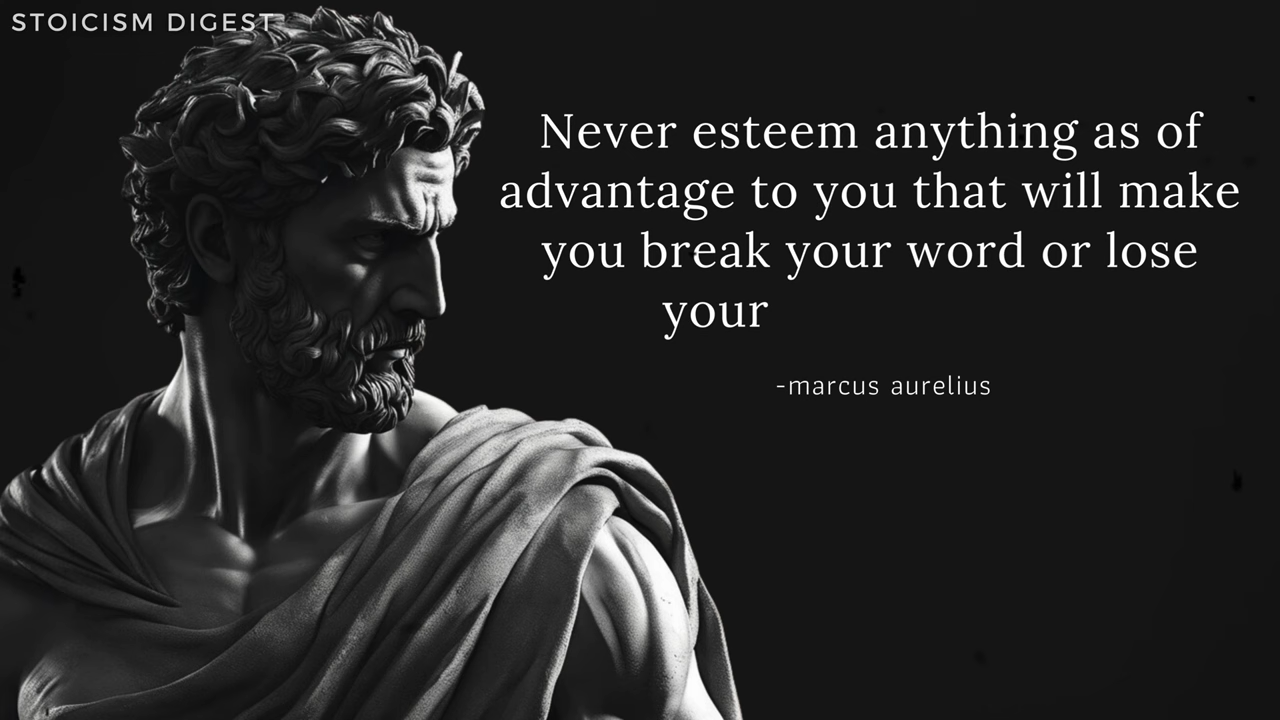 STOICISM DIGEST
Never esteem anything as of
advantage to you that will make
you break your word or lose
your
-marcus aurelius